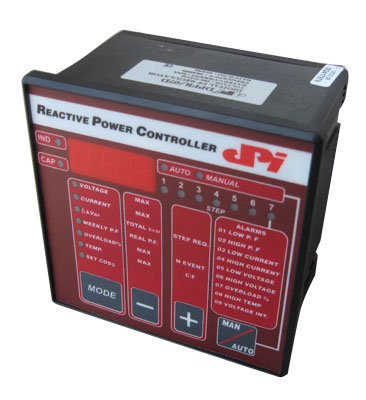 REACTIVE POWER CONTROLLER
dPi
IND
CAP
AUTO MANUAL
1 2 3 4 5 6 7
STEP
VOLTAGE
CURRENT
ΔkVar
WEEKLY P.F
OVERLOAD%
TEMP.
SET COSφ
MODE
MAX
MAX
TOTAL kvar
REAL P.F.
MAX
MAX
STEP REQ.
N EVENT
C/F
ALARMS
01 LOW P. F
02 HIGH P. F
03 LOW CURRENT
04 HIGH CURRENT
05 LOW VOLTAGE
06 HIGH VOLTAGE
07 OVERLOAD %
08 HIGH TEMP
09 VOLTAGE INT.
−
+
MAN
AUTO